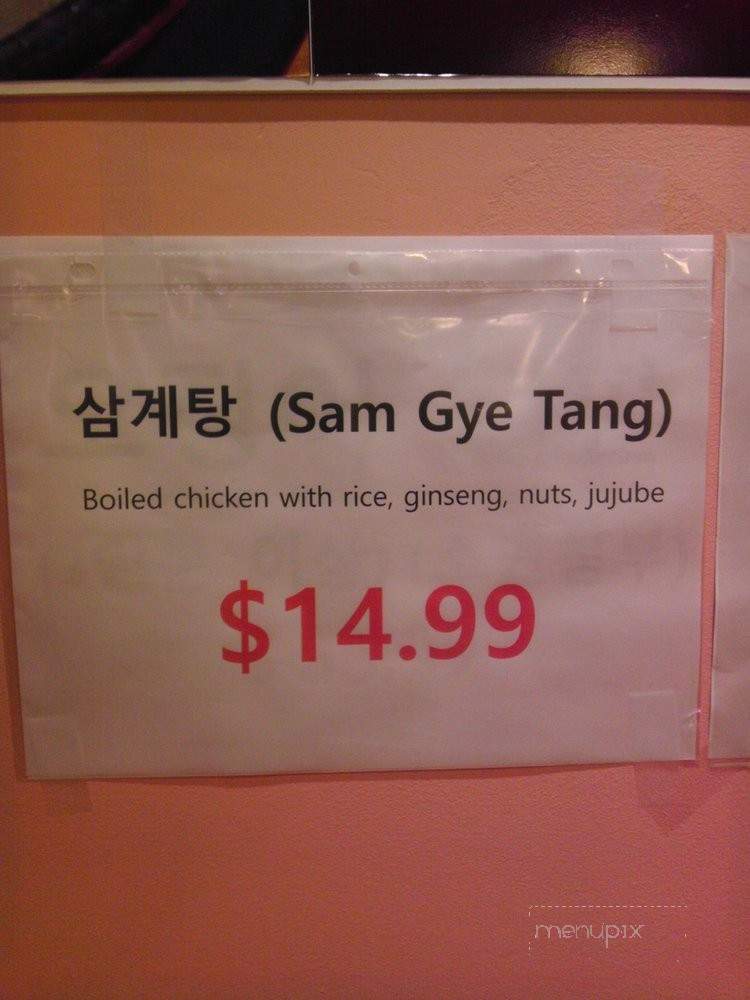 삼계탕 (Sam Gye Tang)
Boiled chicken with rice, ginseng, nuts, jujube
$14.99
menupix